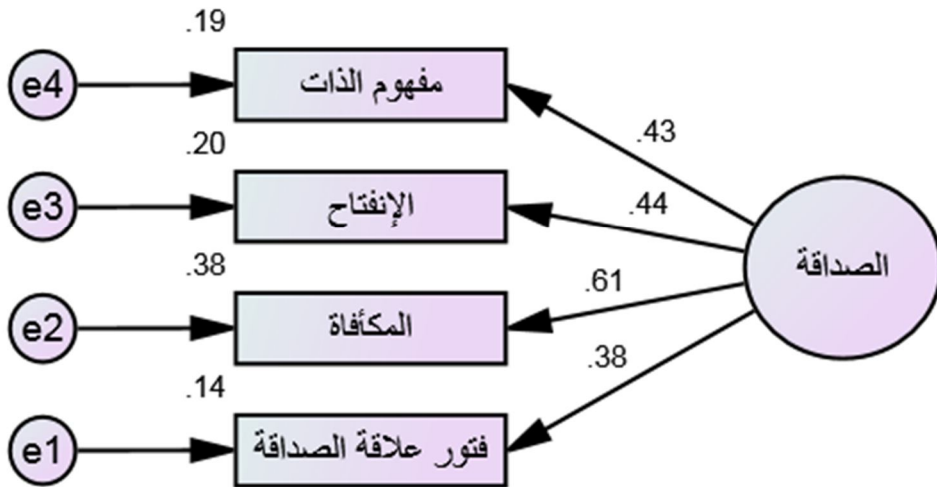 .19
e4
مفهوم الذات
.43
.20
e3
الإنفتاح
.44
الصداقة
.38
e2
المكأفاة
.61
.38
.14
e1
فتور علاقة الصداقة